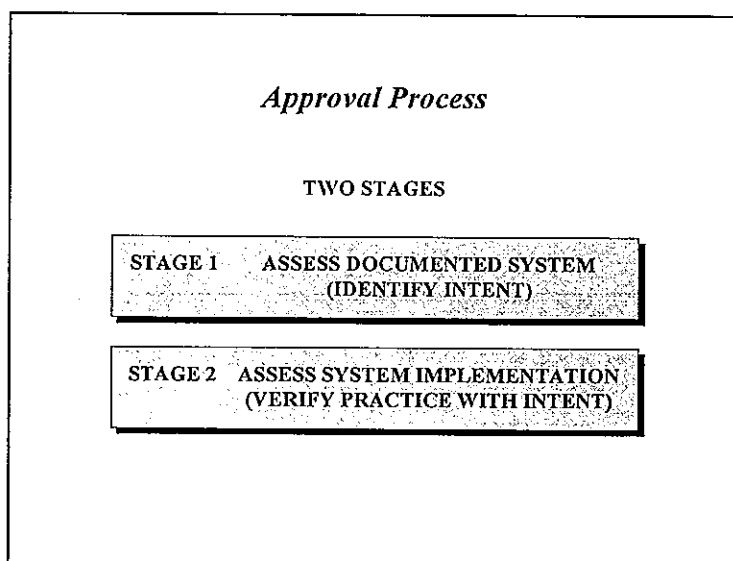 Approval Process
TWO STAGES
STAGE 1 ASSESS DOCUMENTED SYSTEM
(IDENTIFY INTENT)
STAGE 2 ASSESS SYSTEM IMPLEMENTATION
(VERIFY PRACTICE WITH INTENT)